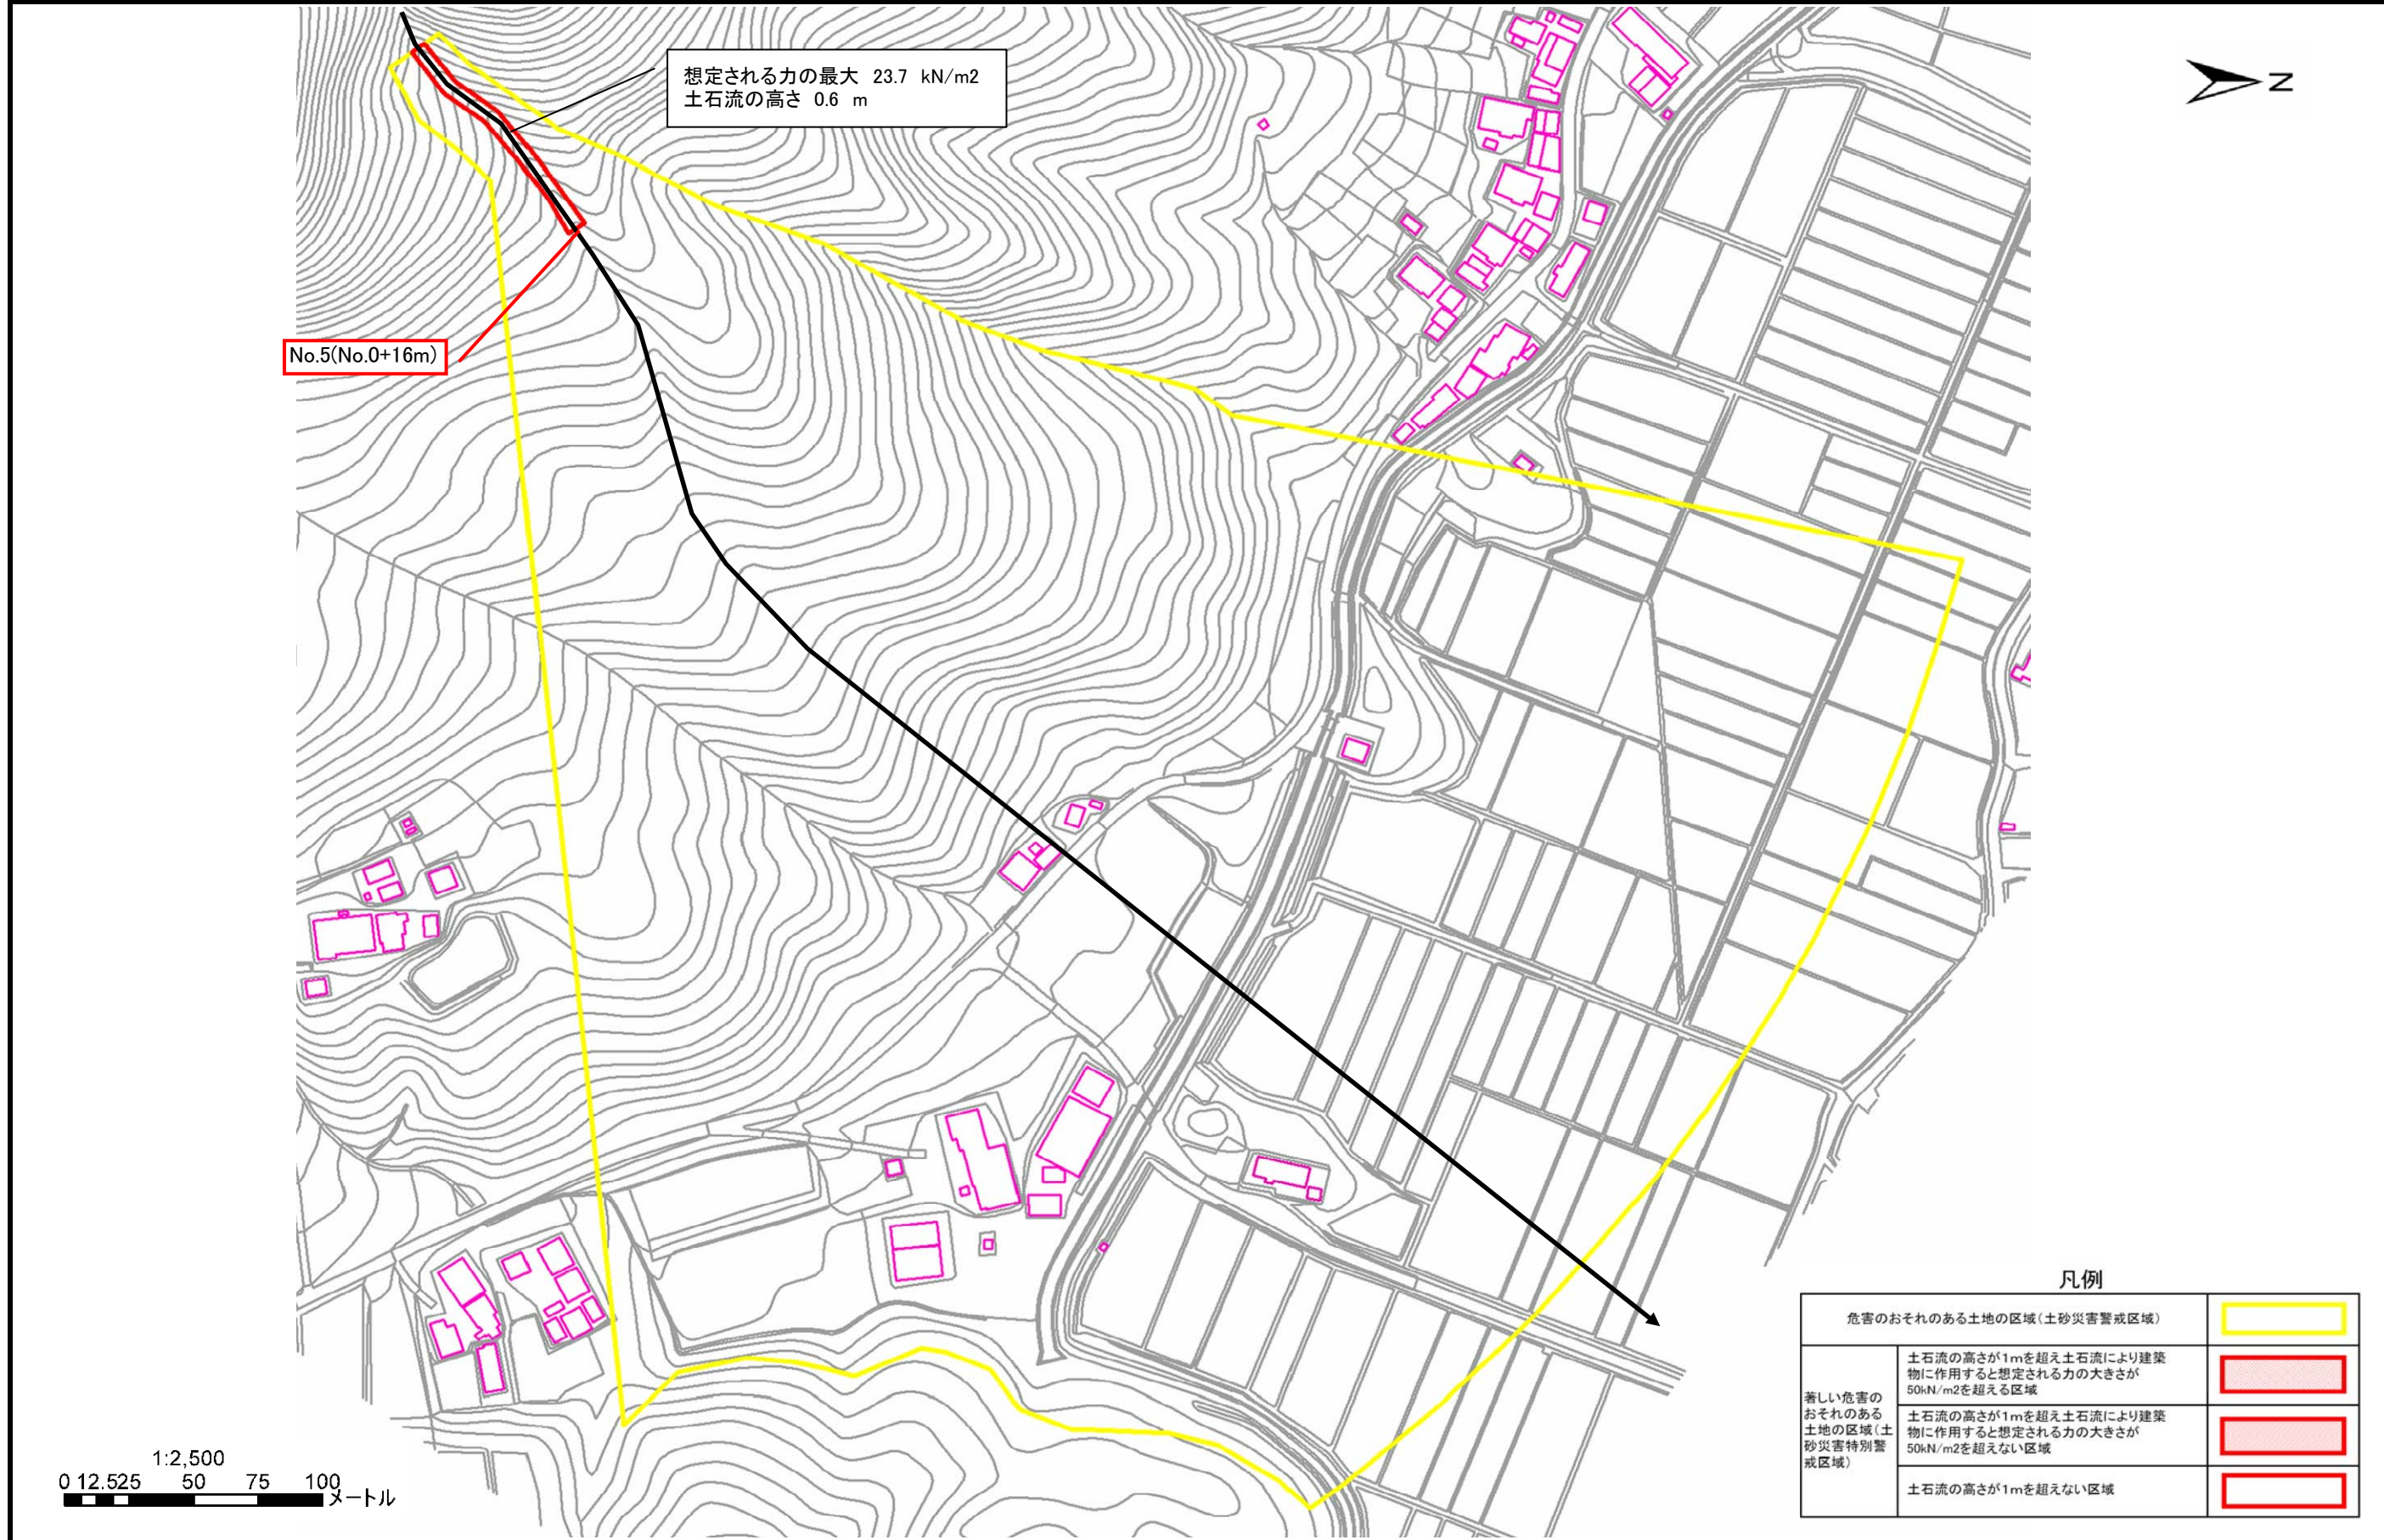 想定される力の最大 23.7 kN/m2
土石流の高さ 0.6 m
N
No.5(No.0+16m)
凡例
危害のおそれのある土地の区域(土砂災害警戒区域)
著しい危害の
おそれのある
土地の区域(土
砂災害特別警
戒区域)
土石流の高さが1mを超え土石流により建築
物に作用すると想定される力の大きさが
50kN/m2を超える区域
土石流の高さが1mを超え土石流により建築
物に作用すると想定される力の大きさが
50kN/m2を超えない区域
土石流の高さが1mを超えない区域
1:2,500
0 12.525 50 75 100
メートル